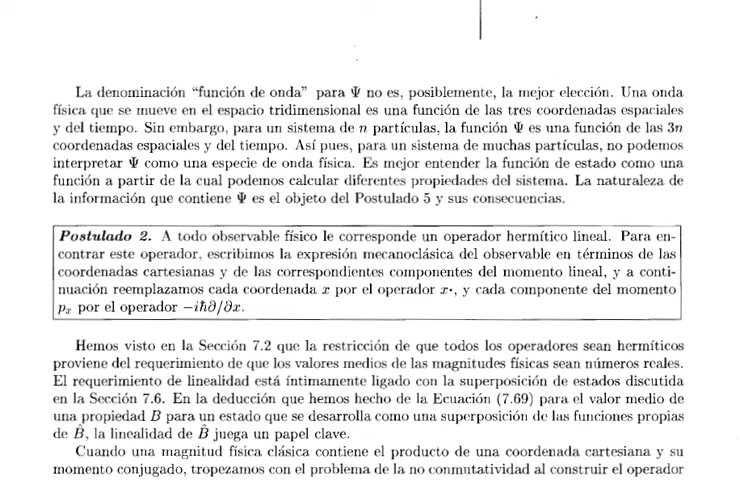 La denominación “función de onda” para Ψ no es, posiblemente, la mejor elección. Una onda
física que se mueve en el espacio tridimensional es una función de las tres coordenadas espaciales
y del tiempo. Sin embargo, para un sistema de n partículas, la función Ψ es una función de las 3n
coordenadas espaciales y del tiempo. Así pues, para un sistema de muchas partículas, no podemos
interpretar Ψ como una especie de onda física. Es mejor entender la función de estado como una
función a partir de la cual podemos calcular diferentes propiedades del sistema. La naturaleza de
la información que contiene Ψ es el objeto del Postulado 5 y sus consecuencias.
Postulado 2. A todo observable físico le corresponde un operador hermítico lineal. Para en-
contrar este operador, escribimos la expresión mecanoclásica del observable en términos de las
coordenadas cartesianas y de las correspondientes componentes del momento lineal, y a conti-
nuación reemplazamos cada coordenada x por el operador x·, y cada componente del momento
pₓ por el operador −iħ∂/∂x.
Hemos visto en la Sección 7.2 que la restricción de que todos los operadores sean hermíticos
proviene del requerimiento de que los valores medios de las magnitudes físicas sean números reales.
El requerimiento de linealidad está íntimamente ligado con la superposición de estados discutida
en la Sección 7.6. En la deducción que hemos hecho de la Ecuación (7.69) para el valor medio de
una propiedad B para un estado que se desarrolla como una superposición de las funciones propias
de B̂, la linealidad de B̂ juega un papel clave.
Cuando una magnitud física clásica contiene el producto de una coordenada cartesiana y su
momento conjugado, tropezamos con el problema de la no conmutatividad al construir el operador